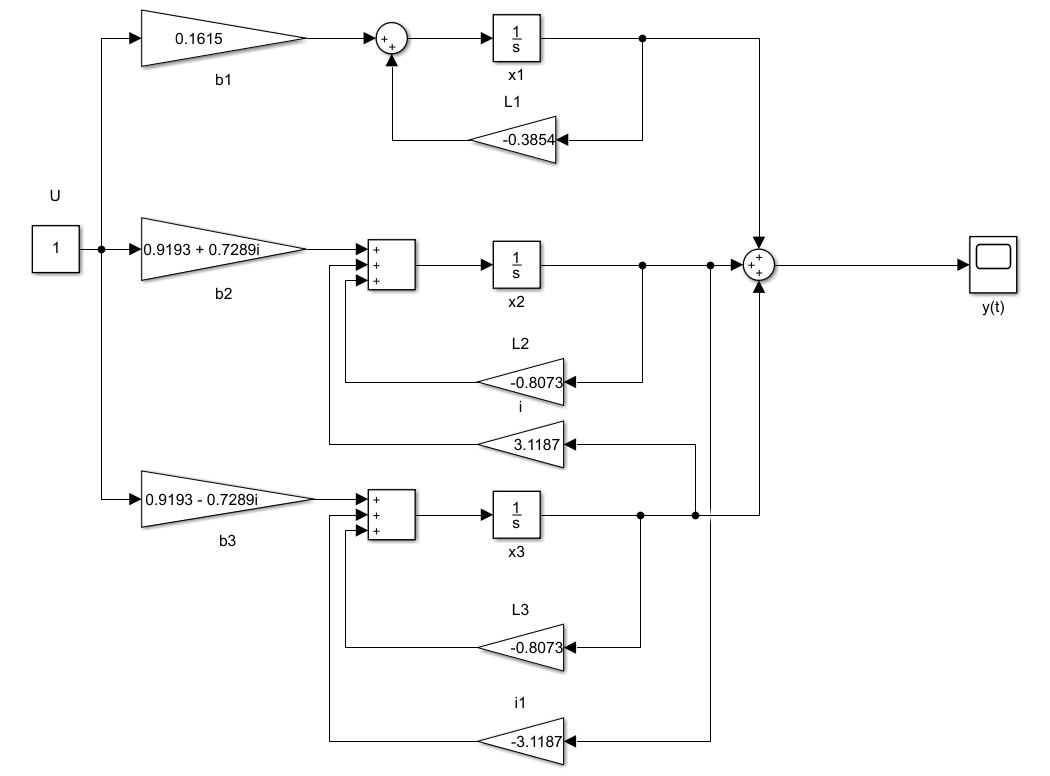 0.1615
+
+
1
s
b1
x1
L1
-0.3854
U
1
0.9193 + 0.7289i
+
+
+
1
s
+
+
+
b2
x2
y(t)
L2
-0.8073
i
3.1187
0.9193 - 0.7289i
+
+
+
1
s
b3
x3
L3
-0.8073
i1
-3.1187